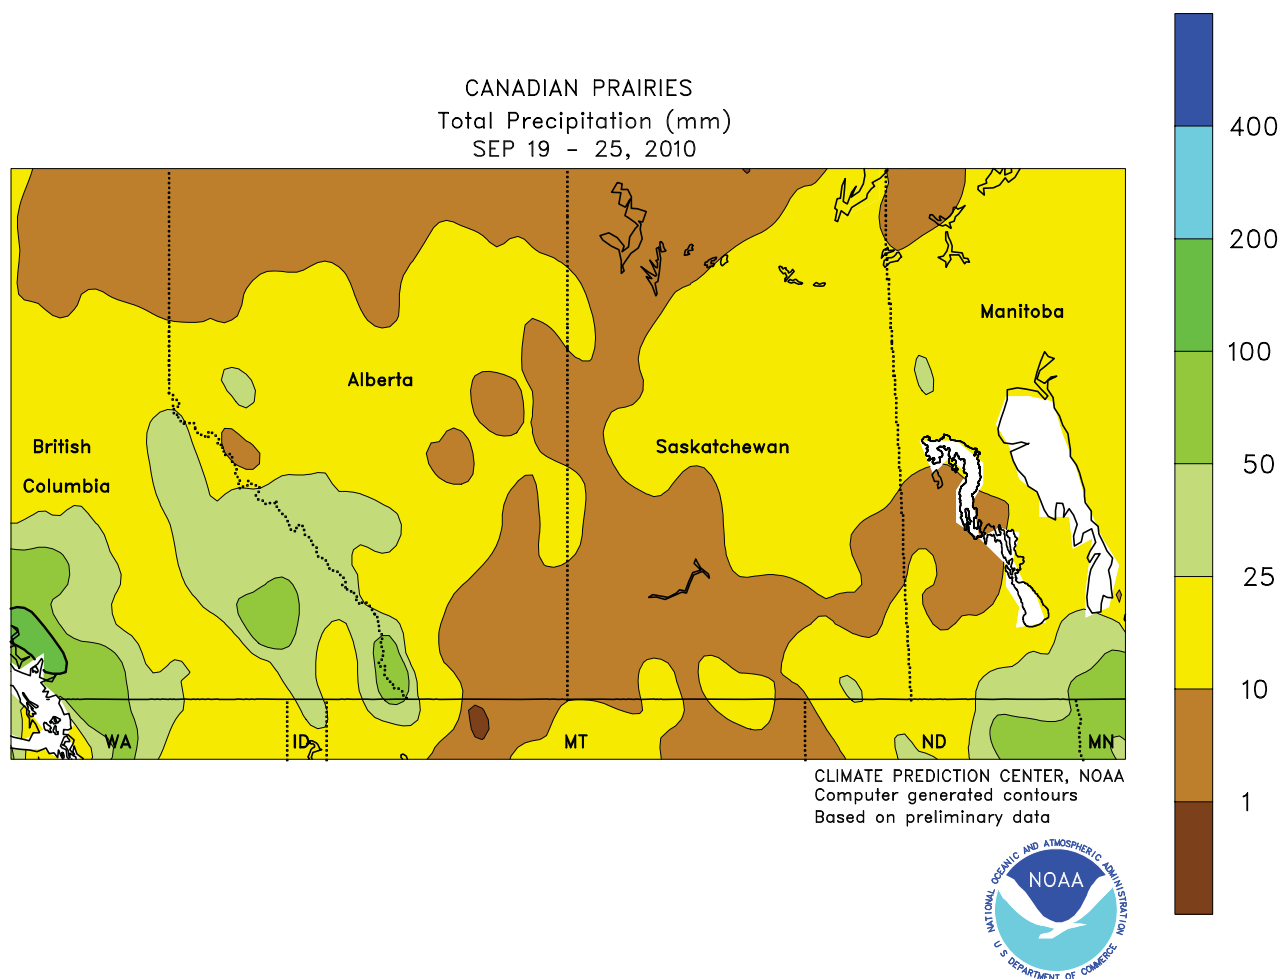 CANADIAN PRAIRIES
Total Precipitation (mm)
SEP 19 - 25, 2010
400
200
100
50
25
10
1
Manitoba
Alberta
British
Columbia
Saskatchewan
WA
ID
MT
ND
MN
CLIMATE PREDICTION CENTER, NOAA
Computer generated contours
Based on preliminary data
NATIONAL OCEANIC AND ATMOSPHERIC ADMINISTRATION
NOAA
U S DEPARTMENT OF COMMERCE